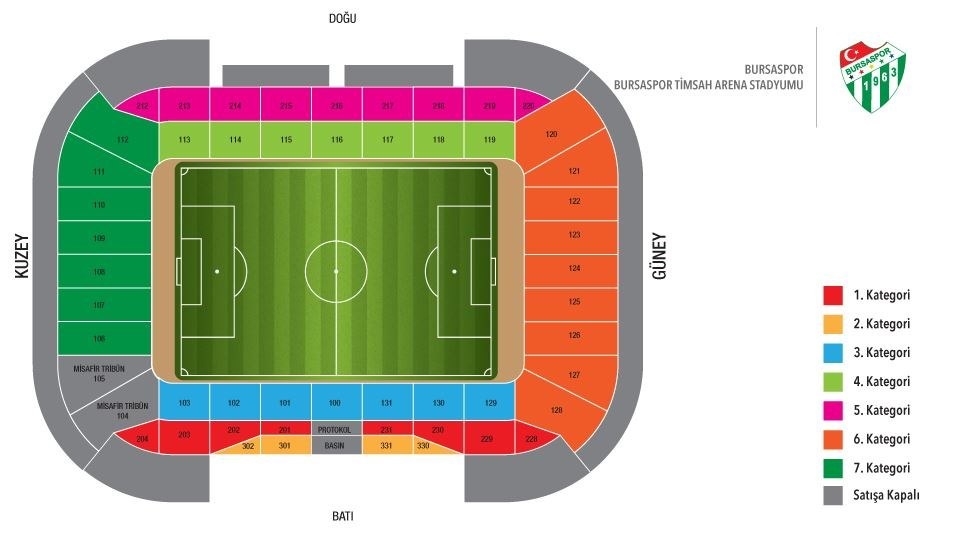 DOĞU
BURSASPOR
BURSASPOR TİMSAH ARENA STADYUMU
BURSASPOR
1963
212 213 214 215 216 217 218 219 220
112 113 114 115 116 117 118 119 120
111 121
110 122
109 123
KUZEY
GÜNEY
108 124
107 125
106 126
MİSAFİR TRİBÜN
105
127
MİSAFİR TRİBÜN
104
103 102 101 100 131 130 129 128
204 203 202 201 PROTOKOL 231 230 229 228
302 301 BASIN 331 330
BATI
1. Kategori
2. Kategori
3. Kategori
4. Kategori
5. Kategori
6. Kategori
7. Kategori
Satışa Kapalı